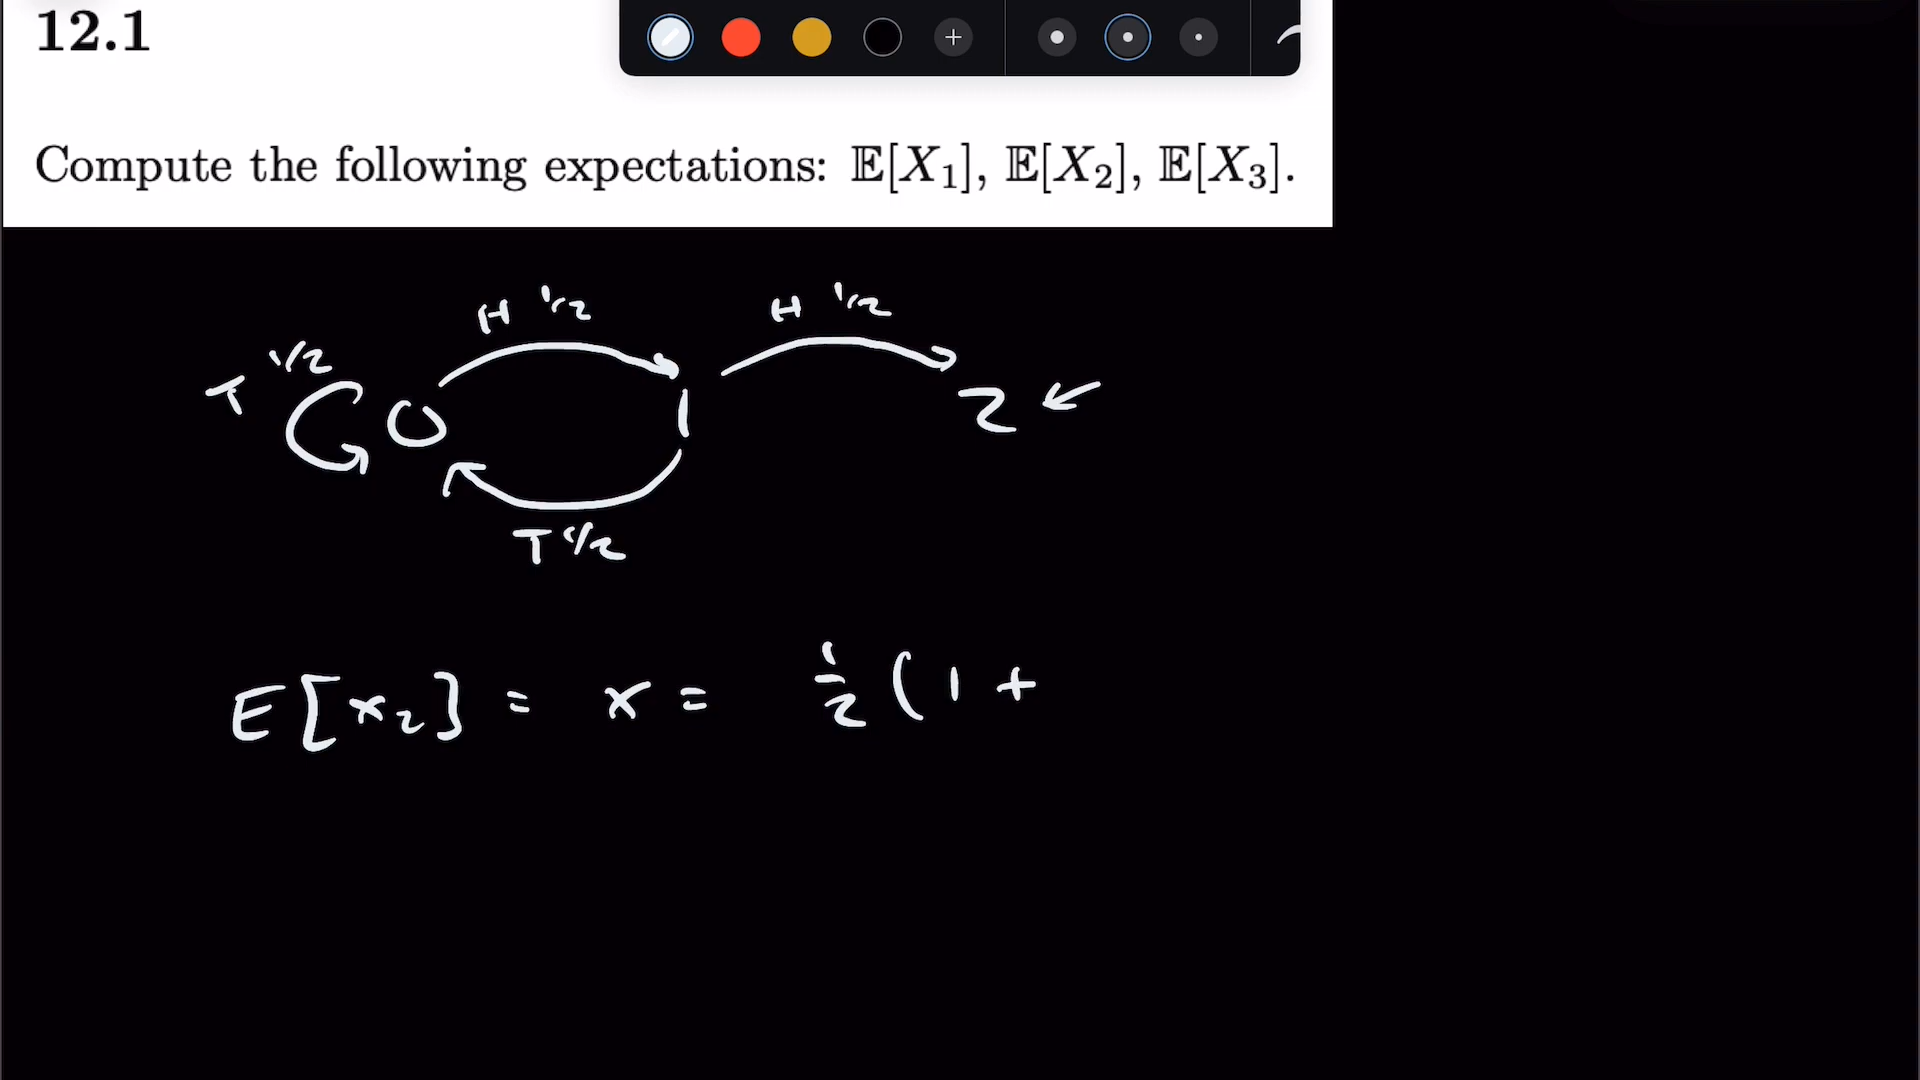 12.1
Compute the following expectations: 𝔼[X₁], 𝔼[X₂], 𝔼[X₃].
H 1/2 H 1/2
T 1/2
0 1 2
T 1/2
E[x₂] = x = 1/2 (1 +